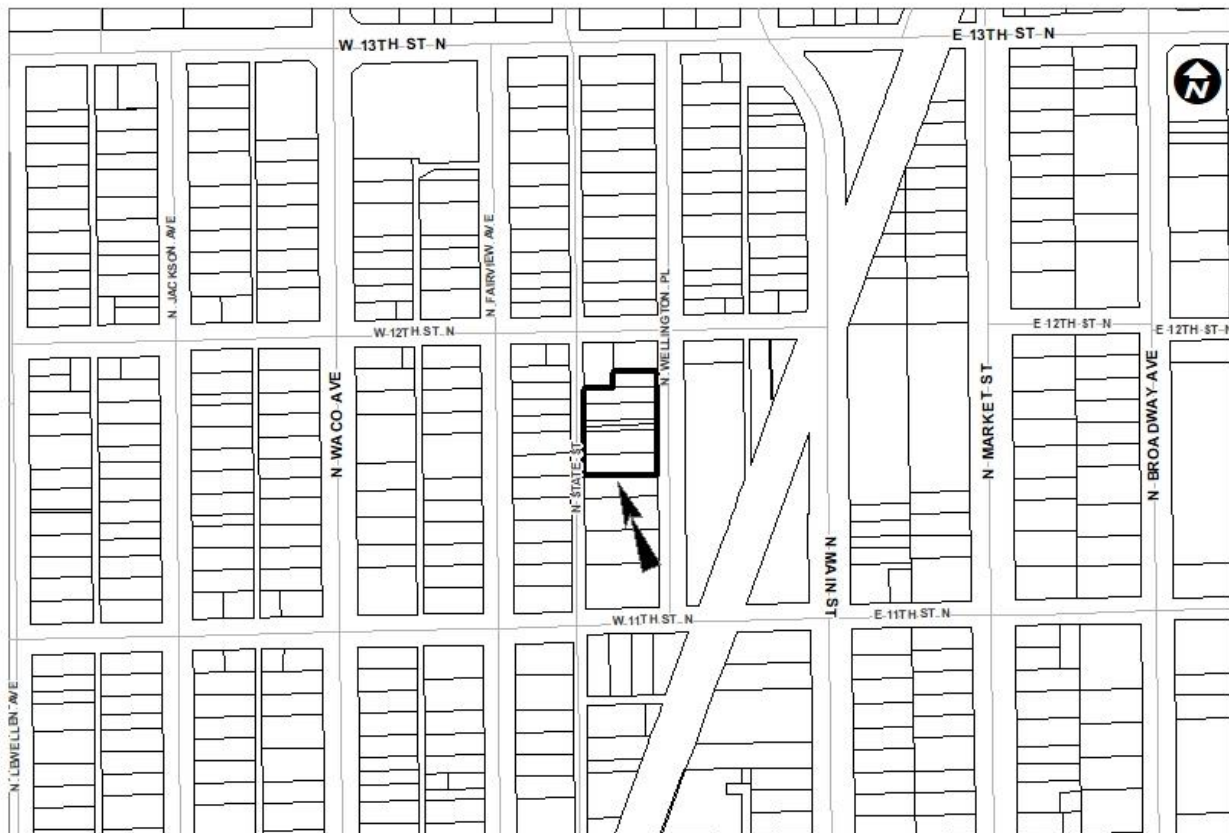 W 13TH ST N
E 13TH ST N
N
N JACKSON AVE
N FAIRVIEW AVE
N WELLINGTON PL
W 12TH ST N
E 12TH ST N
E 12TH ST N
N WACO AVE
N STATE ST
N MARKET ST
N BROADWAY AVE
N MAIN ST
W 11TH ST N
E 11TH ST N
N LEWELLEN AVE